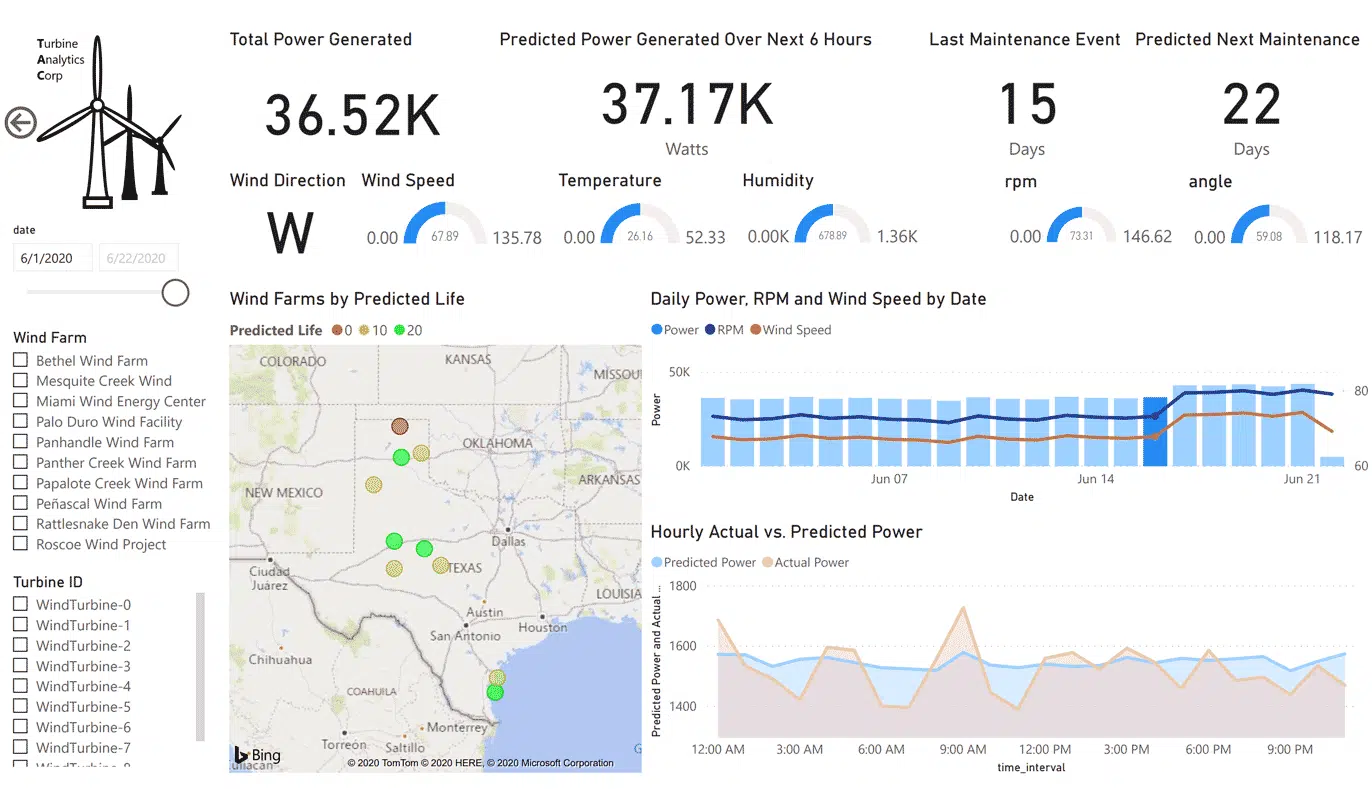 Turbine
Analytics
Corp
Total Power Generated
36.52K
Predicted Power Generated Over Next 6 Hours
37.17K
Watts
Last Maintenance Event
15
Days
Predicted Next Maintenance
22
Days
Wind Direction
W
Wind Speed
0.00
67.89
135.78
Temperature
0.00
26.16
52.33
Humidity
0.00K
678.89
1.36K
rpm
0.00
73.31
146.62
angle
0.00
59.08
118.17
date
6/1/2020
6/22/2020
Wind Farm
Bethel Wind Farm
Mesquite Creek Wind
Miami Wind Energy Center
Palo Duro Wind Facility
Panhandle Wind Farm
Panther Creek Wind Farm
Papalote Creek Wind Farm
Peñascal Wind Farm
Rattlesnake Den Wind Farm
Roscoe Wind Project
Turbine ID
WindTurbine-0
WindTurbine-1
WindTurbine-2
WindTurbine-3
WindTurbine-4
WindTurbine-5
WindTurbine-6
WindTurbine-7
Wind Farms by Predicted Life
Predicted Life 0 10 20
COLORADO
KANSAS
MISSOU
OKLAHOMA
ARKANSAS
NEW MEXICO
Dallas
TEXAS
Ciudad
Juárez
LOUISIA
Austin
Houston
San Antonio
Chihuahua
COAHUILA
Monterrey
Torreón
Saltillo
Bing
uliacán
G
© 2020 TomTom © 2020 HERE, © 2020 Microsoft Corporation
Daily Power, RPM and Wind Speed by Date
Power RPM Wind Speed
50K
80
Power
0K
60
Jun 07
Jun 14
Jun 21
Date
Hourly Actual vs. Predicted Power
Predicted Power Actual Power
Predicted Power and Actual ...
1800
1600
1400
12:00 AM
3:00 AM
6:00 AM
9:00 AM
12:00 PM
3:00 PM
6:00 PM
9:00 PM
time_interval